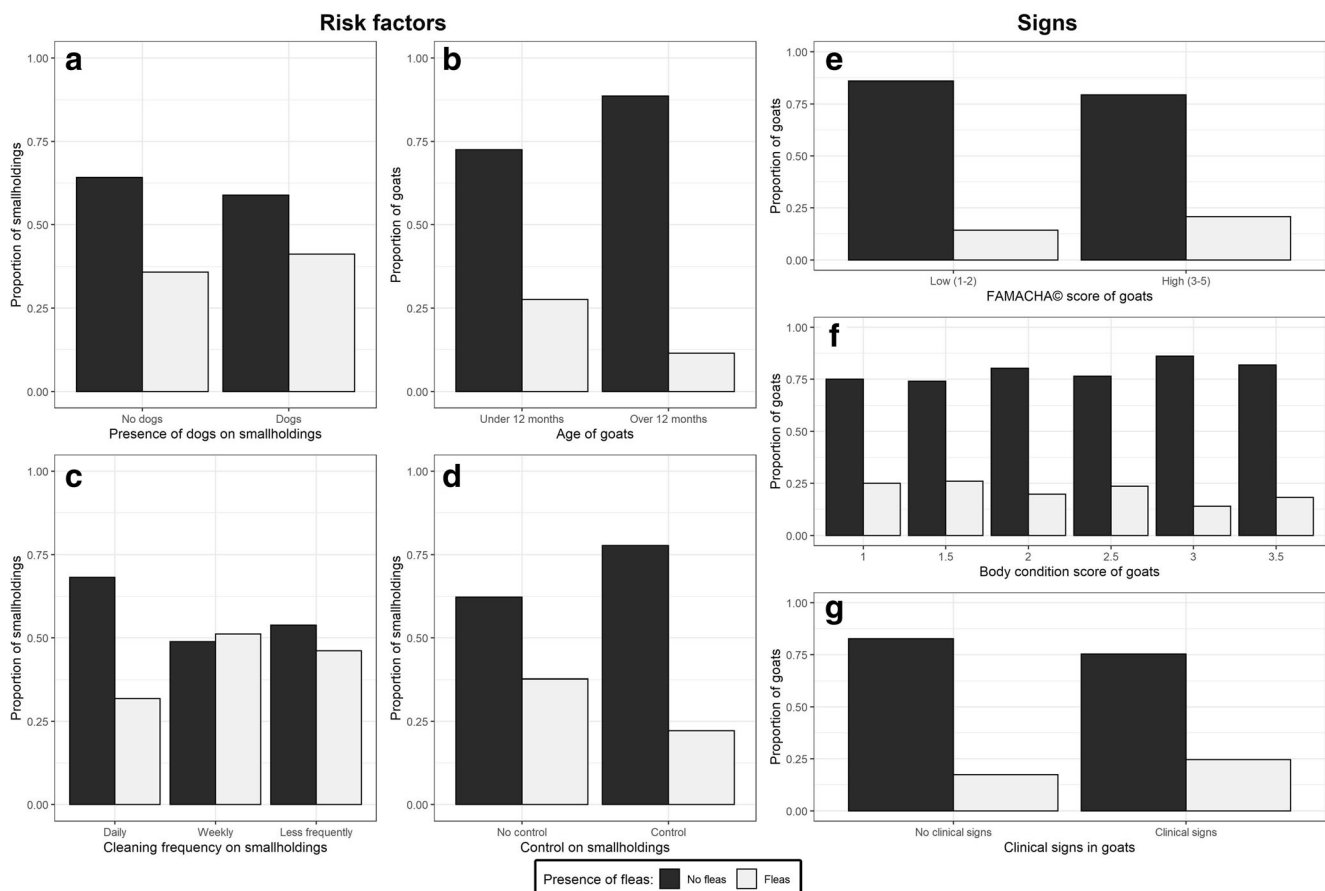 Risk factors
Signs
a
1.00
0.75
0.50
0.25
0.00
Proportion of smallholdings
No dogs Dogs
Presence of dogs on smallholdings
b
1.00
0.75
0.50
0.25
0.00
Proportion of goats
Under 12 months Over 12 months
Age of goats
c
1.00
0.75
0.50
0.25
0.00
Proportion of smallholdings
Daily Weekly Less frequently
Cleaning frequency on smallholdings
d
1.00
0.75
0.50
0.25
0.00
Proportion of smallholdings
No control Control
Control on smallholdings
e
1.00
0.75
0.50
0.25
0.00
Proportion of goats
Low (1-2) High (3-5)
FAMACHA© score of goats
f
1.00
0.75
0.50
0.25
0.00
Proportion of goats
1 1.5 2 2.5 3 3.5
Body condition score of goats
g
1.00
0.75
0.50
0.25
0.00
Proportion of goats
No clinical signs Clinical signs
Clinical signs in goats
Presence of fleas: No fleas Fleas